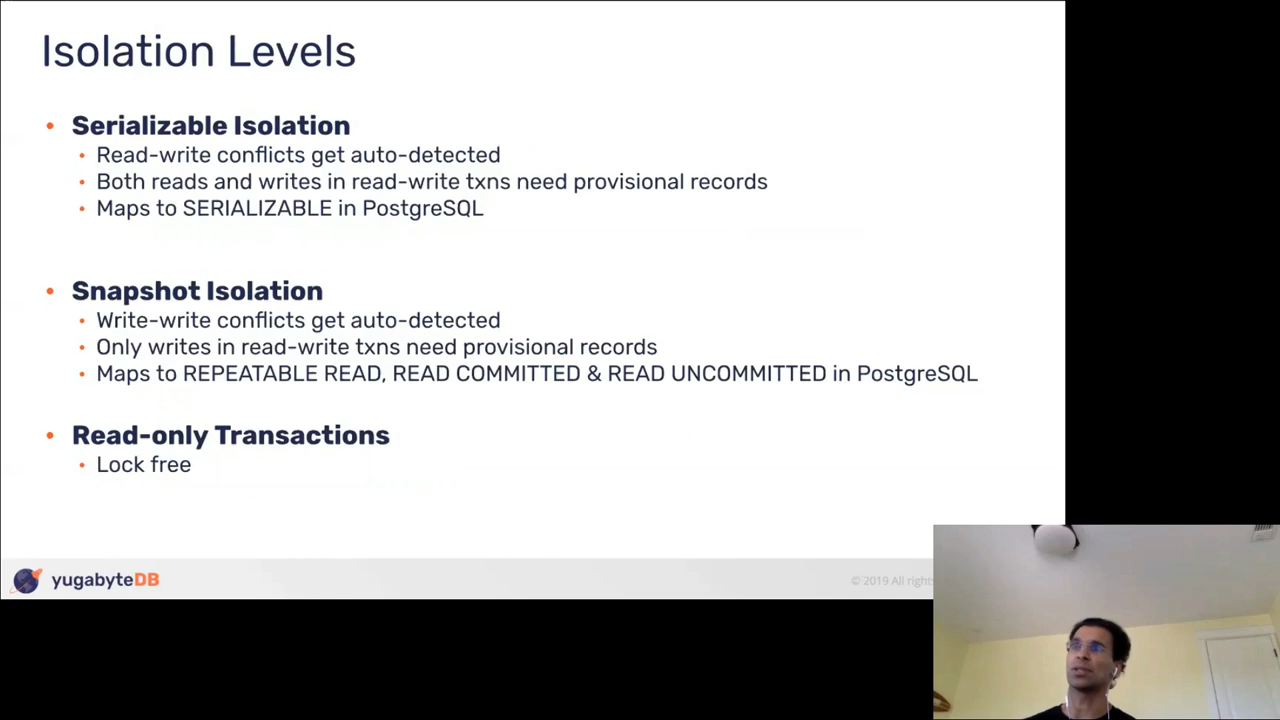 Isolation Levels
• Serializable Isolation
• Read-write conflicts get auto-detected
• Both reads and writes in read-write txns need provisional records
• Maps to SERIALIZABLE in PostgreSQL
• Snapshot Isolation
• Write-write conflicts get auto-detected
• Only writes in read-write txns need provisional records
• Maps to REPEATABLE READ, READ COMMITTED & READ UNCOMMITTED in PostgreSQL
• Read-only Transactions
• Lock free
yugabyteDB
© 2019 All rights